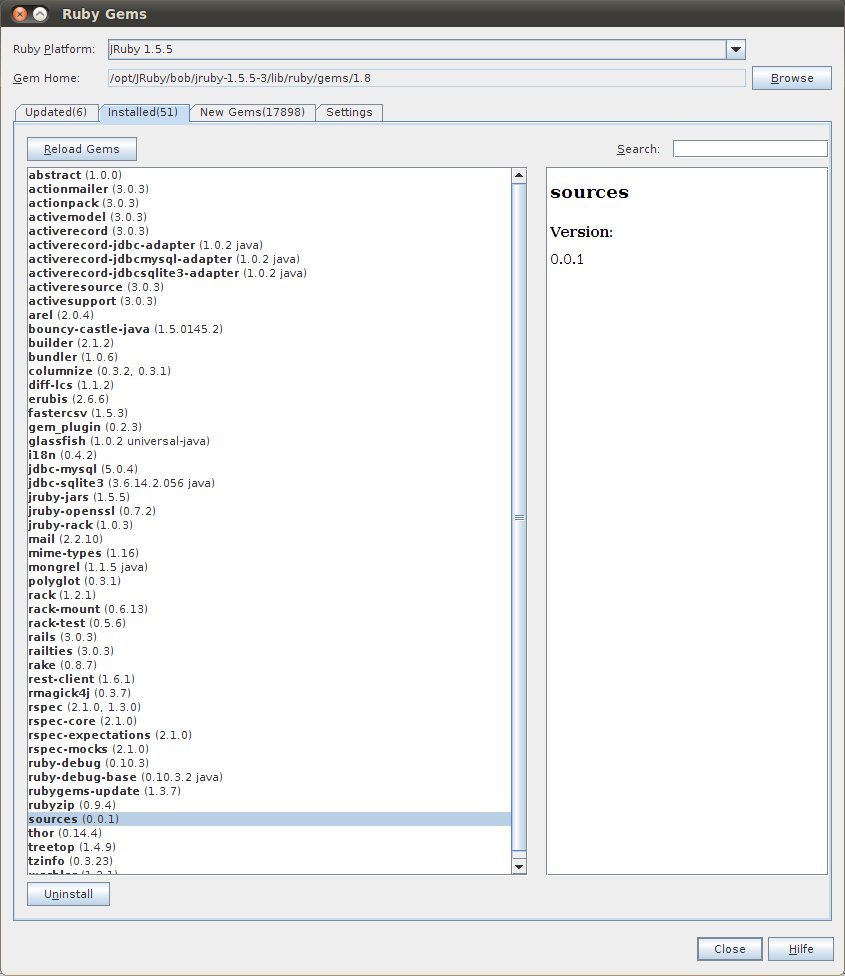 Ruby Gems
Ruby Platform: JRuby 1.5.5
Gem Home: /opt/JRuby/bob/jruby-1.5.5-3/lib/ruby/gems/1.8 Browse
Updated(6) Installed(51) New Gems(17898) Settings
Reload Gems Search:
abstract (1.0.0)
actionmailer (3.0.3)
actionpack (3.0.3)
activemodel (3.0.3)
activerecord (3.0.3)
activerecord-jdbc-adapter (1.0.2 java)
activerecord-jdbcmysql-adapter (1.0.2 java)
activerecord-jdbcsqlite3-adapter (1.0.2 java)
activeresource (3.0.3)
activesupport (3.0.3)
arel (2.0.4)
bouncy-castle-java (1.5.0145.2)
builder (2.1.2)
bundler (1.0.6)
columnize (0.3.2, 0.3.1)
diff-lcs (1.1.2)
erubis (2.6.6)
fastercsv (1.5.3)
gem_plugin (0.2.3)
glassfish (1.0.2 universal-java)
i18n (0.4.2)
jdbc-mysql (5.0.4)
jdbc-sqlite3 (3.6.14.2.056 java)
jruby-jars (1.5.5)
jruby-openssl (0.7.2)
jruby-rack (1.0.3)
mail (2.2.10)
mime-types (1.16)
mongrel (1.1.5 java)
polyglot (0.3.1)
rack (1.2.1)
rack-mount (0.6.13)
rack-test (0.5.6)
rails (3.0.3)
railties (3.0.3)
rake (0.8.7)
rest-client (1.6.1)
rmagick4j (0.3.7)
rspec (2.1.0, 1.3.0)
rspec-core (2.1.0)
rspec-expectations (2.1.0)
rspec-mocks (2.1.0)
ruby-debug (0.10.3)
ruby-debug-base (0.10.3.2 java)
rubygems-update (1.3.7)
rubyzip (0.9.4)
sources (0.0.1)
thor (0.14.4)
treetop (1.4.9)
tzinfo (0.3.23)
sources
Version:
0.0.1
Uninstall
Close Hilfe